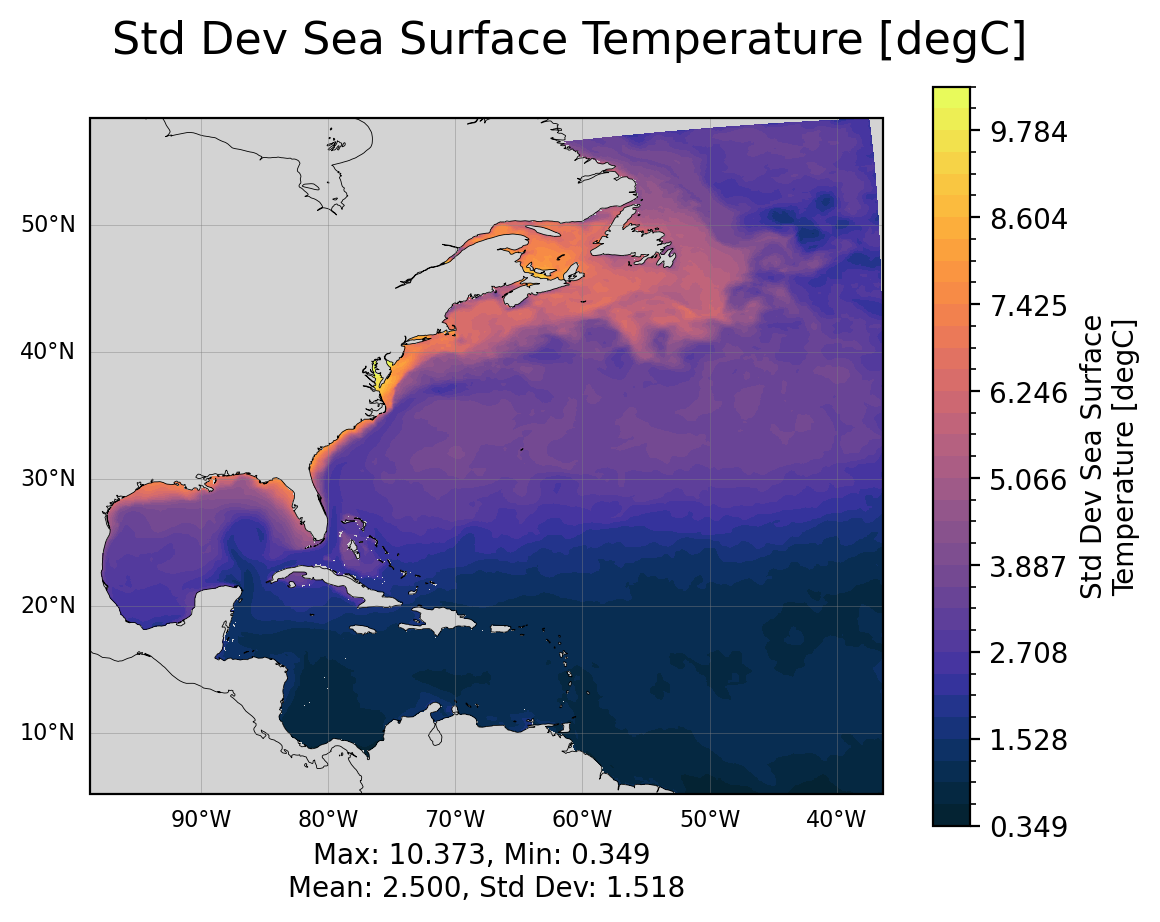 Std Dev Sea Surface Temperature [degC]
50°N
40°N
30°N
20°N
10°N
90°W 80°W 70°W 60°W 50°W 40°W
9.784
8.604
7.425
6.246
5.066
3.887
2.708
1.528
0.349
Std Dev Sea Surface
Temperature [degC]
Max: 10.373, Min: 0.349
Mean: 2.500, Std Dev: 1.518